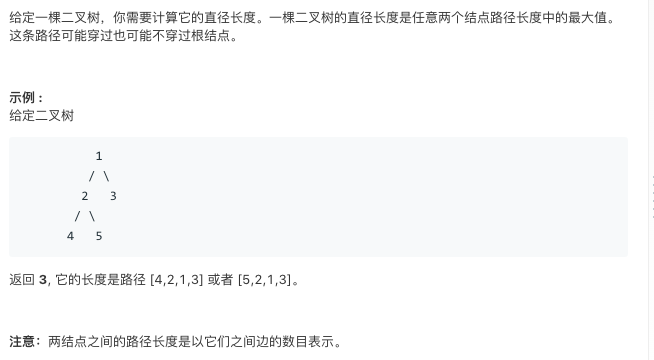 给定一棵二叉树，你需要计算它的直径长度。一棵二叉树的直径长度是任意两个结点路径长度中的最大值。
这条路径可能穿过也可能不穿过根结点。
示例 :
给定二叉树
1
/ \
2   3
/ \
4   5
返回 3, 它的长度是路径 [4,2,1,3] 或者 [5,2,1,3]。
注意：两结点之间的路径长度是以它们之间边的数目表示。